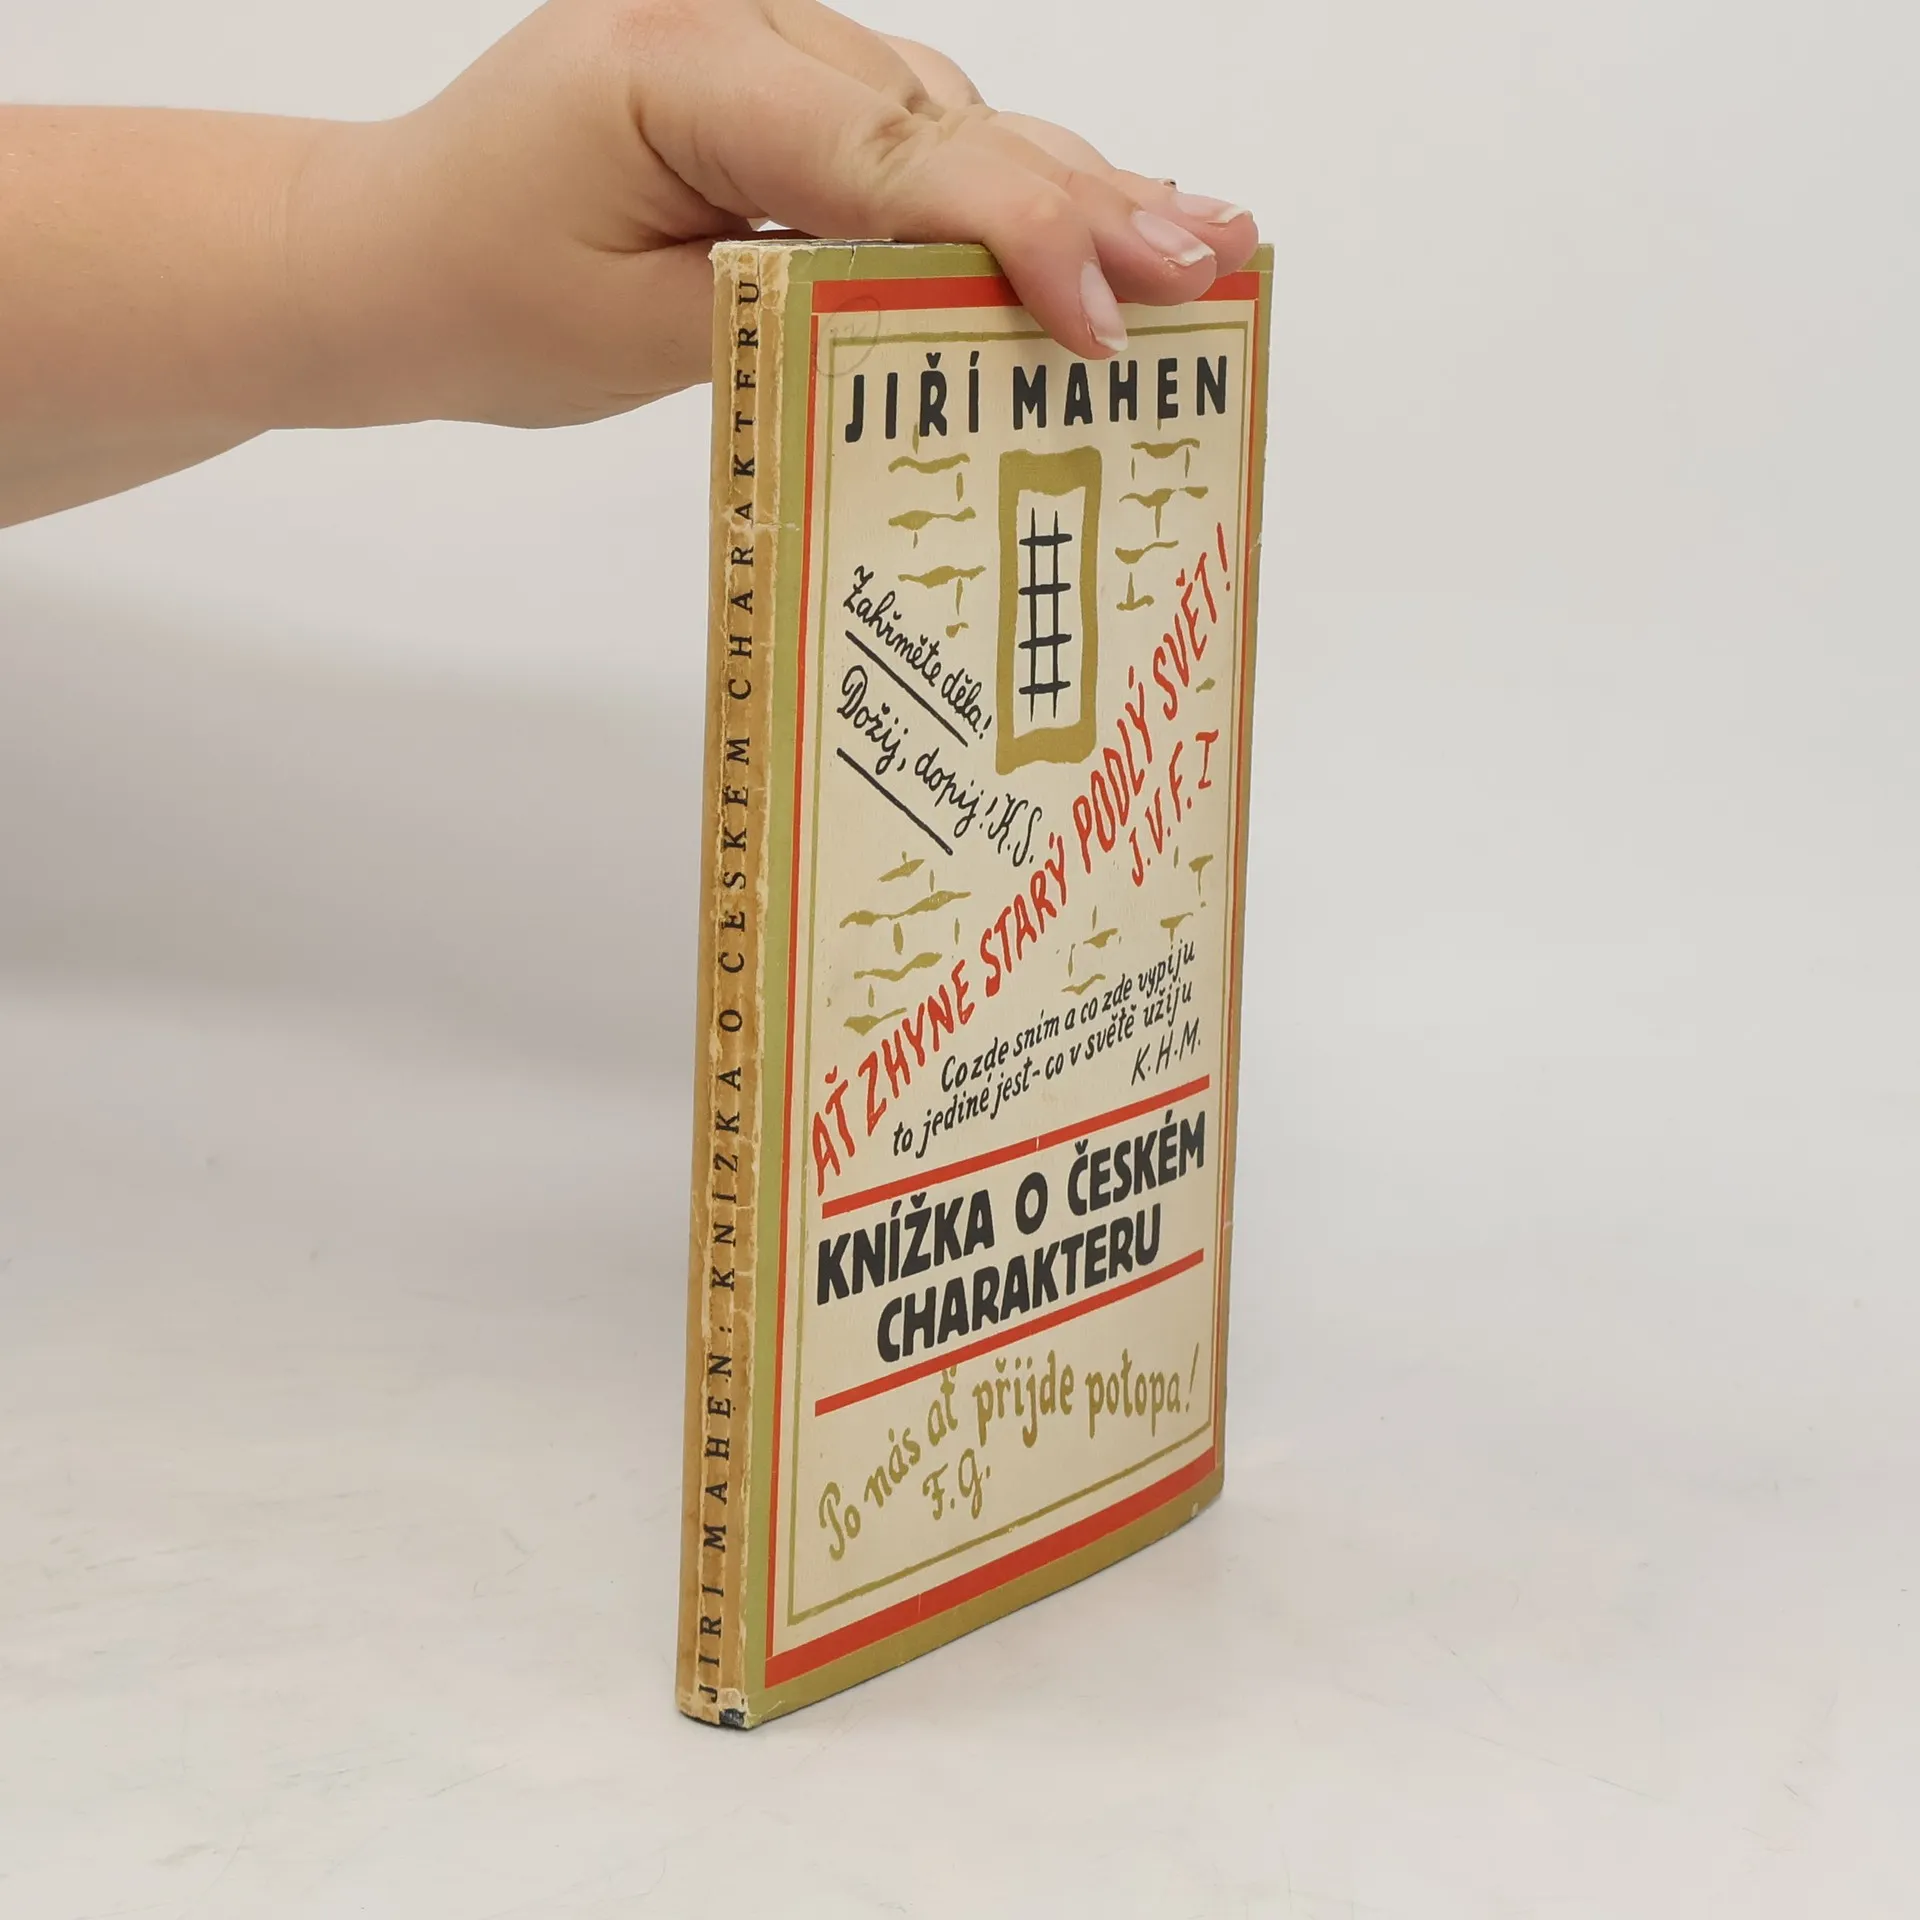 JIŘÍ MAHEN: KNÍŽKA O ČESKÉM CHARAKTERU
JIŘÍ MAHEN
Zahřměte děla!
Dožij, dopij! K.S.
AŤ ZHYNE STARÝ PODLÝ SVĚT!
J.V.F.I
Co zde sním a co zde vypiju
to jediné jest - co v světě užiju
K.H.M.
KNÍŽKA O ČESKÉM
CHARAKTERU
Po nás ať přijde potopa!
F.G.